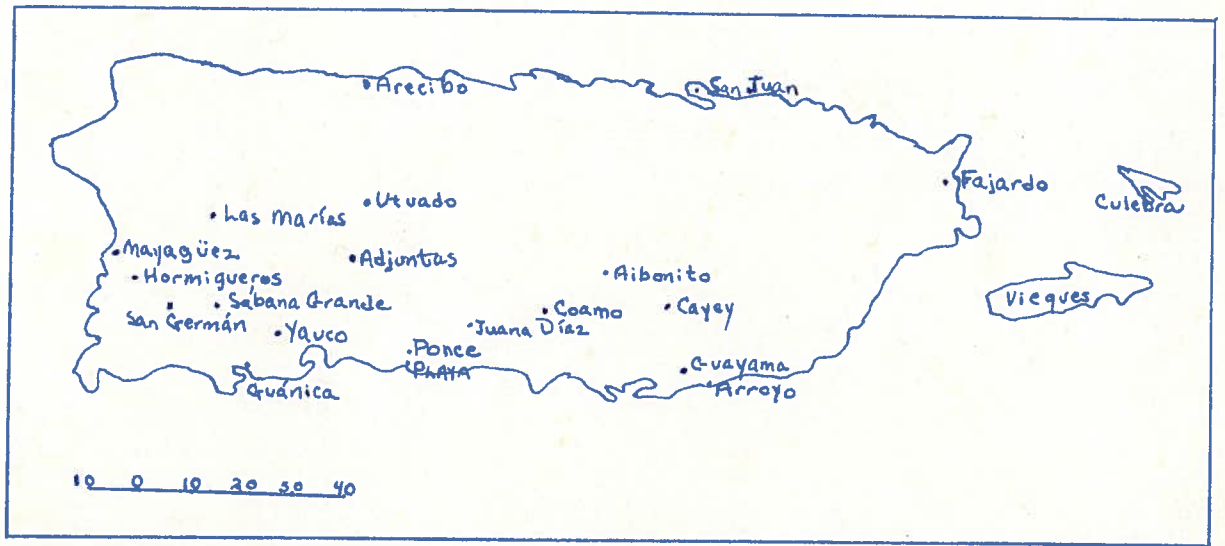 Arecibo
San Juan
Fajardo
Culebra
Utuado
Las Marías
Mayagüez
Adjuntas
Hormigueros
Aibonito
Vieques
Sabana Grande
San Germán
Coamo
Cayey
Juana Díaz
Yauco
Ponce
PLAYA
Guayama
Arroyo
Guánica
10 0 10 20 30 40